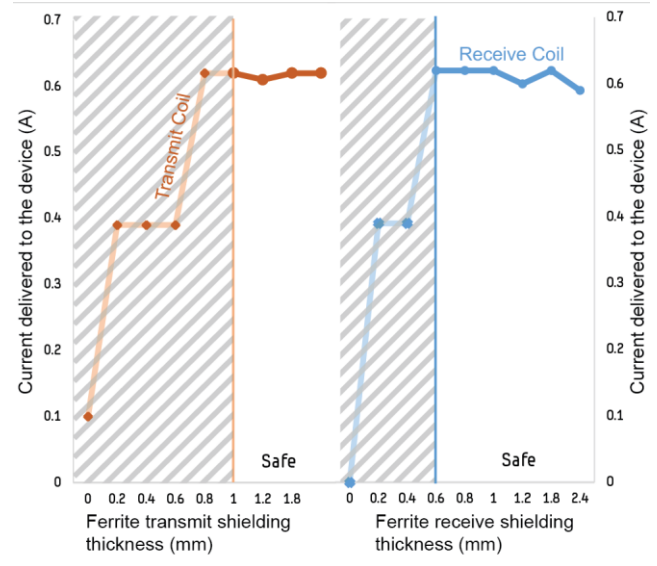 0.7
0.6
0.5
0.4
0.3
0.2
0.1
0
Current delivered to the device (A)
Transmit Coil
Safe
0 0.2 0.4 0.6 0.8 1 1.2 1.8
Ferrite transmit shielding
thickness (mm)
Receive Coil
Safe
0 0.2 0.4 0.6 0.8 1 1.2 1.8 2.4
Ferrite receive shielding
thickness (mm)
0.7
0.6
0.5
0.4
0.3
0.2
0.1
0
Current delivered to the device (A)